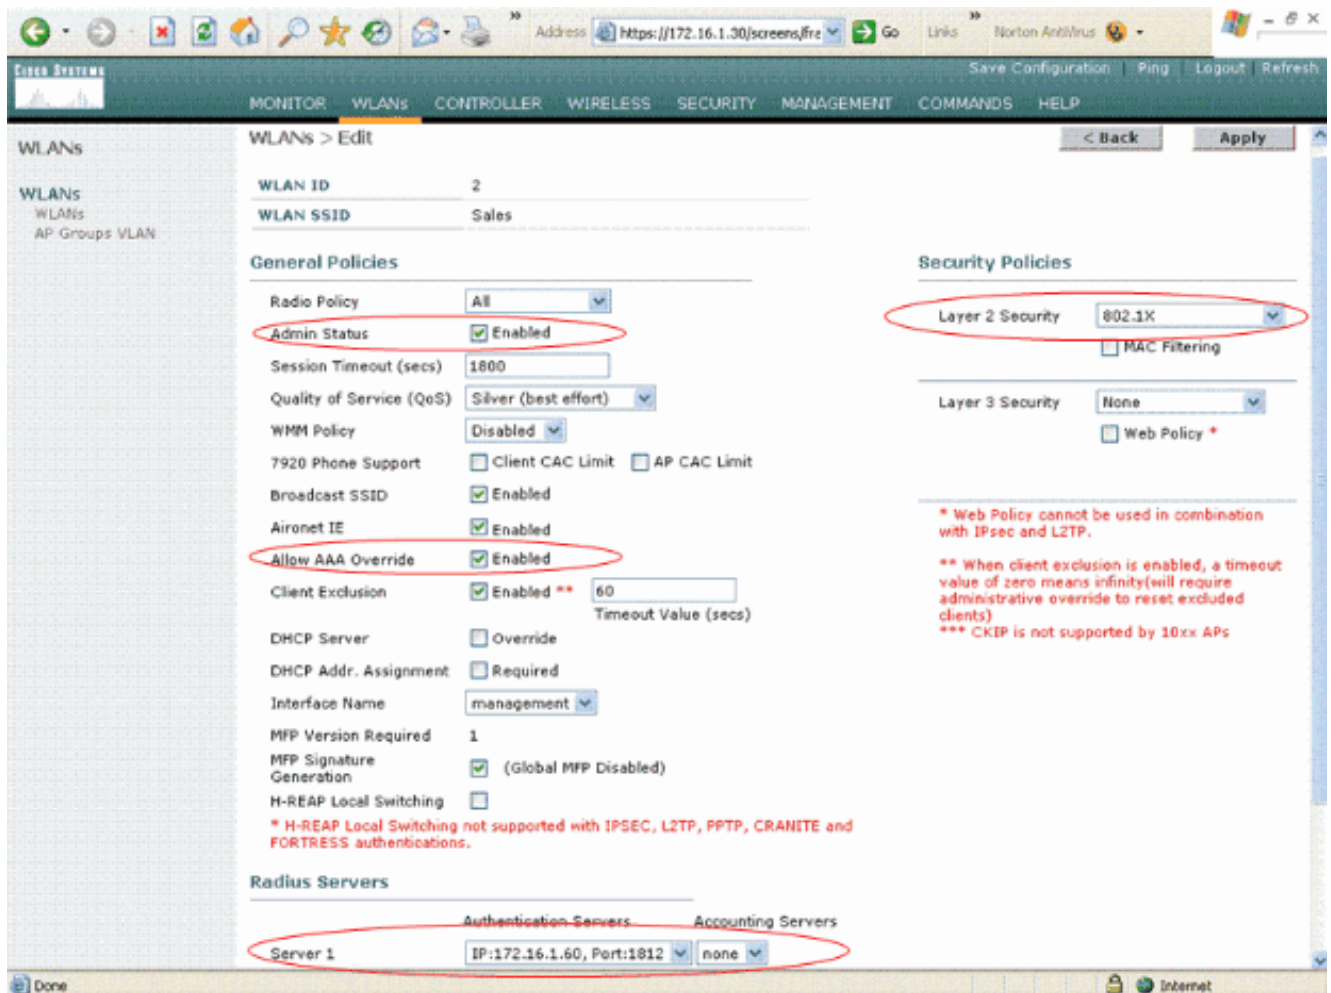 Address https://172.16.1.30/screens/fra Go Links Norton AntiVirus
CISCO SYSTEMS
Save Configuration Ping Logout Refresh
MONITOR WLANs CONTROLLER WIRELESS SECURITY MANAGEMENT COMMANDS HELP
WLANs
WLANs
WLANs
AP Groups VLAN
WLANs > Edit
< Back Apply
WLAN ID 2
WLAN SSID Sales
General Policies
Radio Policy All
Admin Status Enabled
Session Timeout (secs) 1800
Quality of Service (QoS) Silver (best effort)
WMM Policy Disabled
7920 Phone Support Client CAC Limit AP CAC Limit
Broadcast SSID Enabled
Aironet IE Enabled
Allow AAA Override Enabled
Client Exclusion Enabled ** 60
Timeout Value (secs)
DHCP Server Override
DHCP Addr. Assignment Required
Interface Name management
MFP Version Required 1
MFP Signature
Generation (Global MFP Disabled)
H-REAP Local Switching
* H-REAP Local Switching not supported with IPSEC, L2TP, PPTP, CRANITE and
FORTRESS authentications.
Security Policies
Layer 2 Security 802.1X
MAC Filtering
Layer 3 Security None
Web Policy *
* Web Policy cannot be used in combination
with IPsec and L2TP.
** When client exclusion is enabled, a timeout
value of zero means infinity(will require
administrative override to reset excluded
clients)
*** CKIP is not supported by 10xx APs
Radius Servers
Authentication Servers Accounting Servers
Server 1 IP:172.16.1.60, Port:1812 none
Done Internet